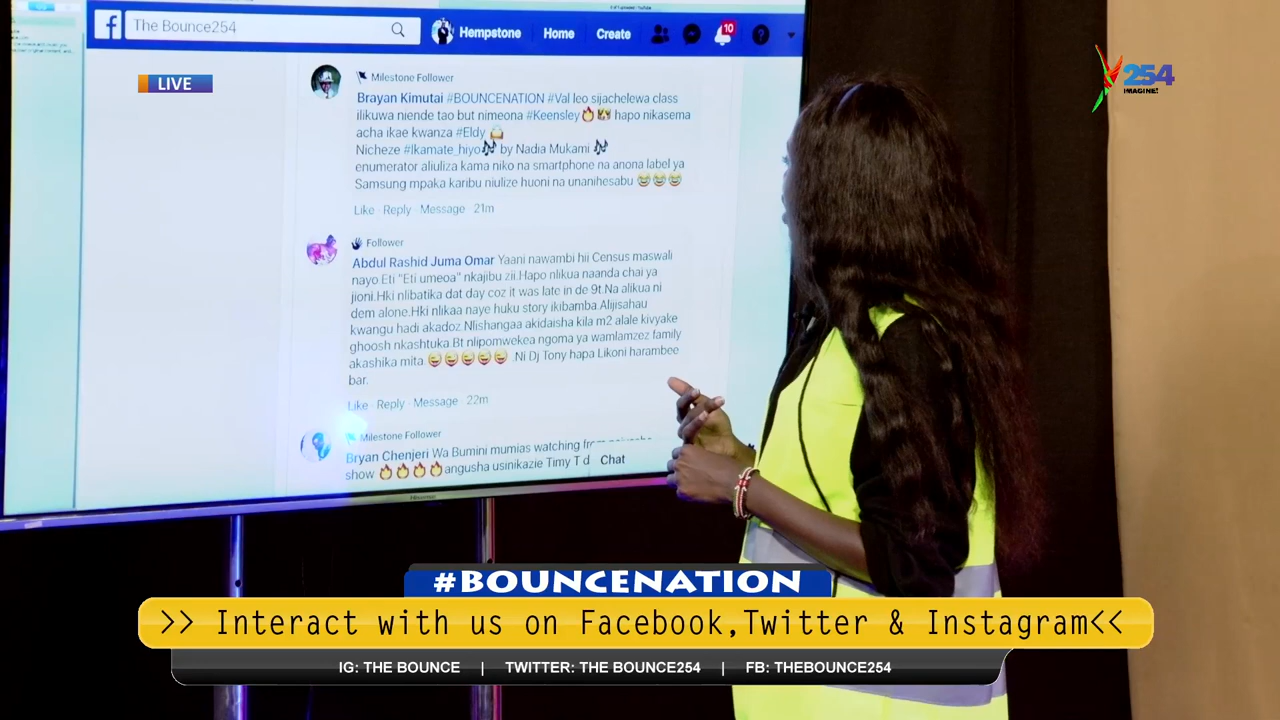 The Bounce254
Hempstone
Home
Create
10
LIVE
254
IMAGINE!
Milestone Follower
Brayan Kimutai #BOUNCENATION #Val leo sijachelewa class
ilikuwa niende tao but nimeona #Keensley hapo nikasema
acha ikae kwanza #Eldy
Nicheze #Ikamate_hiyo by Nadia Mukami
enumerator aliuliza kama niko na smartphone na anona label ya
Samsung mpaka karibu niulize huoni na unanihesabu
Like · Reply · Message · 21m
Follower
Abdul Rashid Juma Omar Yaani nawambi hii Census maswali
nayo.Eti "Eti umeoa" nkajibu zii.Hapo nlikua naanda chai ya
jioni.Hki nlibatika dat day coz it was late in de 9t.Na alikua ni
dem alone.Hki nlikaa naye huku story ikibamba.Alijisahau
kwangu hadi akadoz.Nlishangaa akidaisha kila m2 alale kivyake
ghoosh nkashtuka.Bt nlipomwekea ngoma ya wamlamzez family
akashika mita. .Ni Dj Tony hapa Likoni harambee
bar.
Like · Reply · Message · 22m
Milestone Follower
Bryan Chenjeri Wa Bumini mumias watching
show angusha usinikazie Timy T d
Chat
#BOUNCENATION
>> Interact with us on Facebook,Twitter & Instagram<<
IG: THE BOUNCE | TWITTER: THE BOUNCE254 | FB: THEBOUNCE254